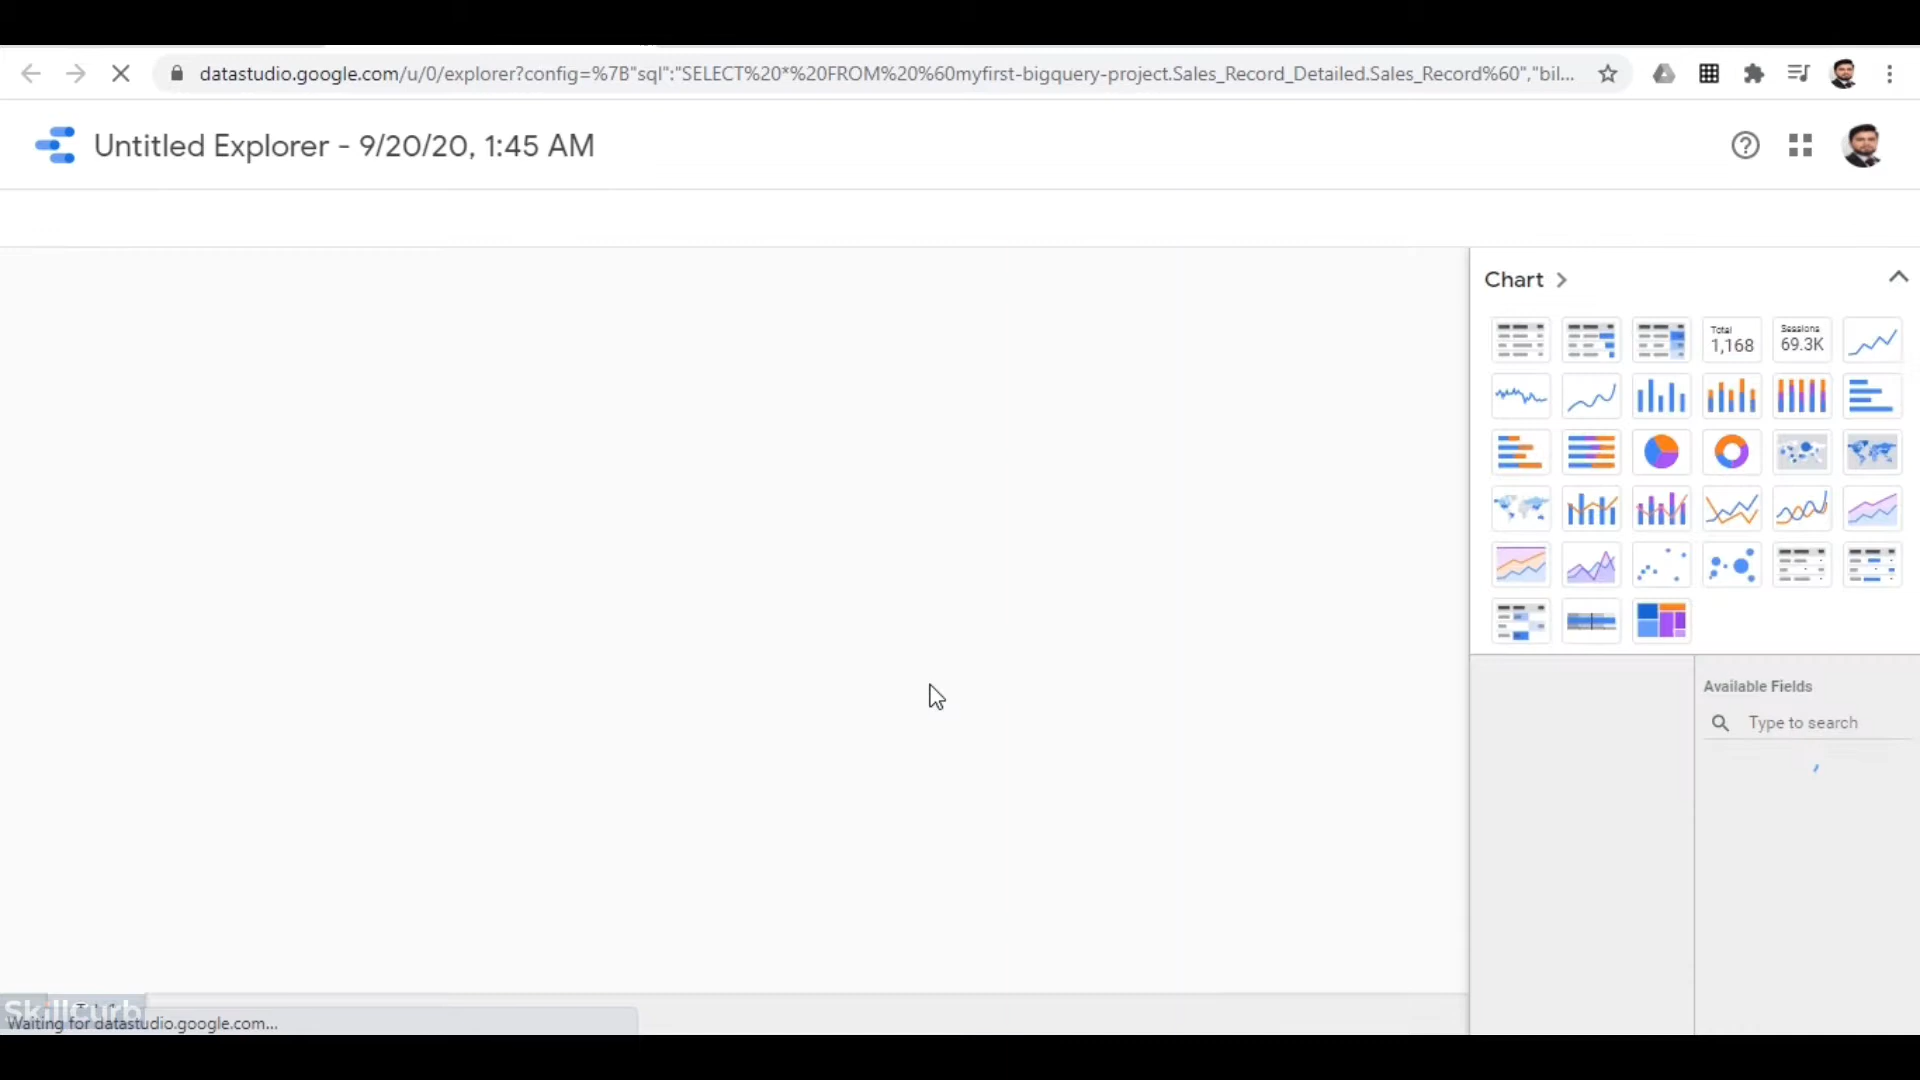 datastudio.google.com/u/0/explorer?config=%7B"sql":"SELECT%20*%20FROM%20%60myfirst-bigquery-project.Sales_Record_Detailed.Sales_Record%60","bil...
Untitled Explorer - 9/20/20, 1:45 AM
Chart
Total
1,168
Sessions
69.3K
Available Fields
Type to search
SkillCurb
Waiting for datastudio.google.com...